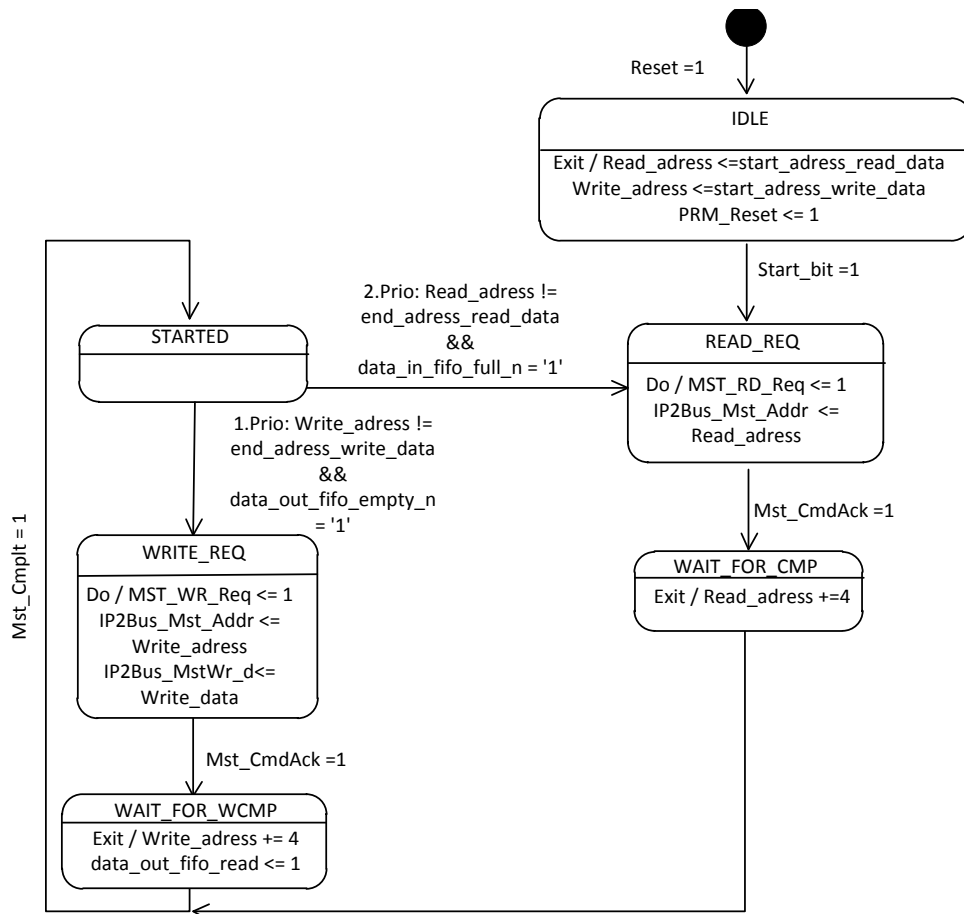 Reset =1
IDLE
Exit / Read_adress <=start_adress_read_data
Write_adress <=start_adress_write_data
PRM_Reset <= 1
Start_bit =1
2.Prio: Read_adress !=
end_adress_read_data
&&
data_in_fifo_full_n = '1'
STARTED
READ_REQ
Do / MST_RD_Req <= 1
IP2Bus_Mst_Addr <=
Read_adress
1.Prio: Write_adress !=
end_adress_write_data
&&
data_out_fifo_empty_n
= '1'
Mst_CmdAck =1
WRITE_REQ
Do / MST_WR_Req <= 1
IP2Bus_Mst_Addr <=
Write_adress
IP2Bus_MstWr_d<=
Write_data
WAIT_FOR_CMP
Exit / Read_adress +=4
Mst_Cmplt = 1
Mst_CmdAck =1
WAIT_FOR_WCMP
Exit / Write_adress += 4
data_out_fifo_read <= 1